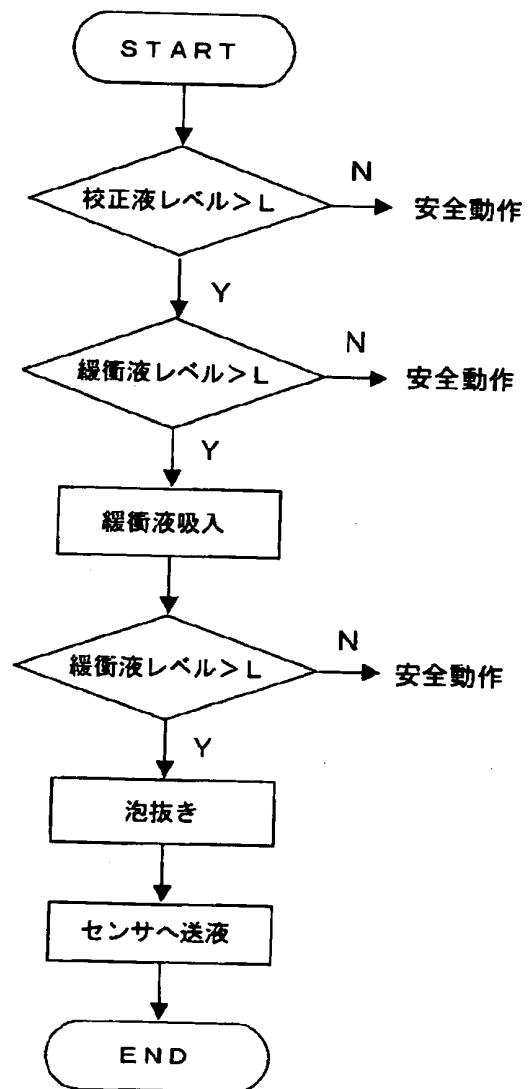 START
校正液レベル>L
N
安全動作
Y
緩衝液レベル>L
N
安全動作
Y
緩衝液吸入
緩衝液レベル>L
N
安全動作
Y
泡抜き
センサへ送液
END